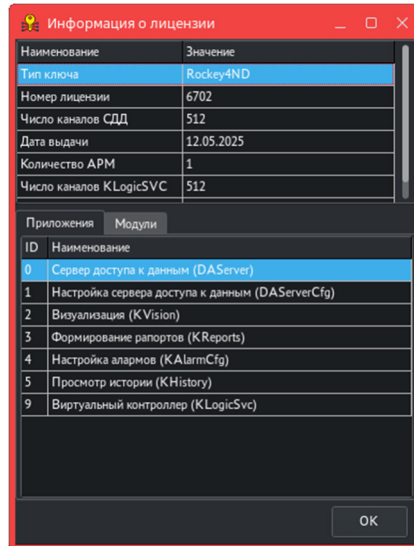 Информация о лицензии
Наименование Значение
Тип ключа Rockey4ND
Номер лицензии 6702
Число каналов СДД 512
Дата выдачи 12.05.2025
Количество АРМ 1
Число каналов KLogicSVC 512
Приложения Модули
ID Наименование
0 Сервер доступа к данным (DAServer)
1 Настройка сервера доступа к данным (DAServerCfg)
2 Визуализация (KVision)
3 Формирование рапортов (KReports)
4 Настройка алармов (KAlarmCfg)
5 Просмотр истории (KHistory)
9 Виртуальный контроллер (KLogicSvc)
ОК